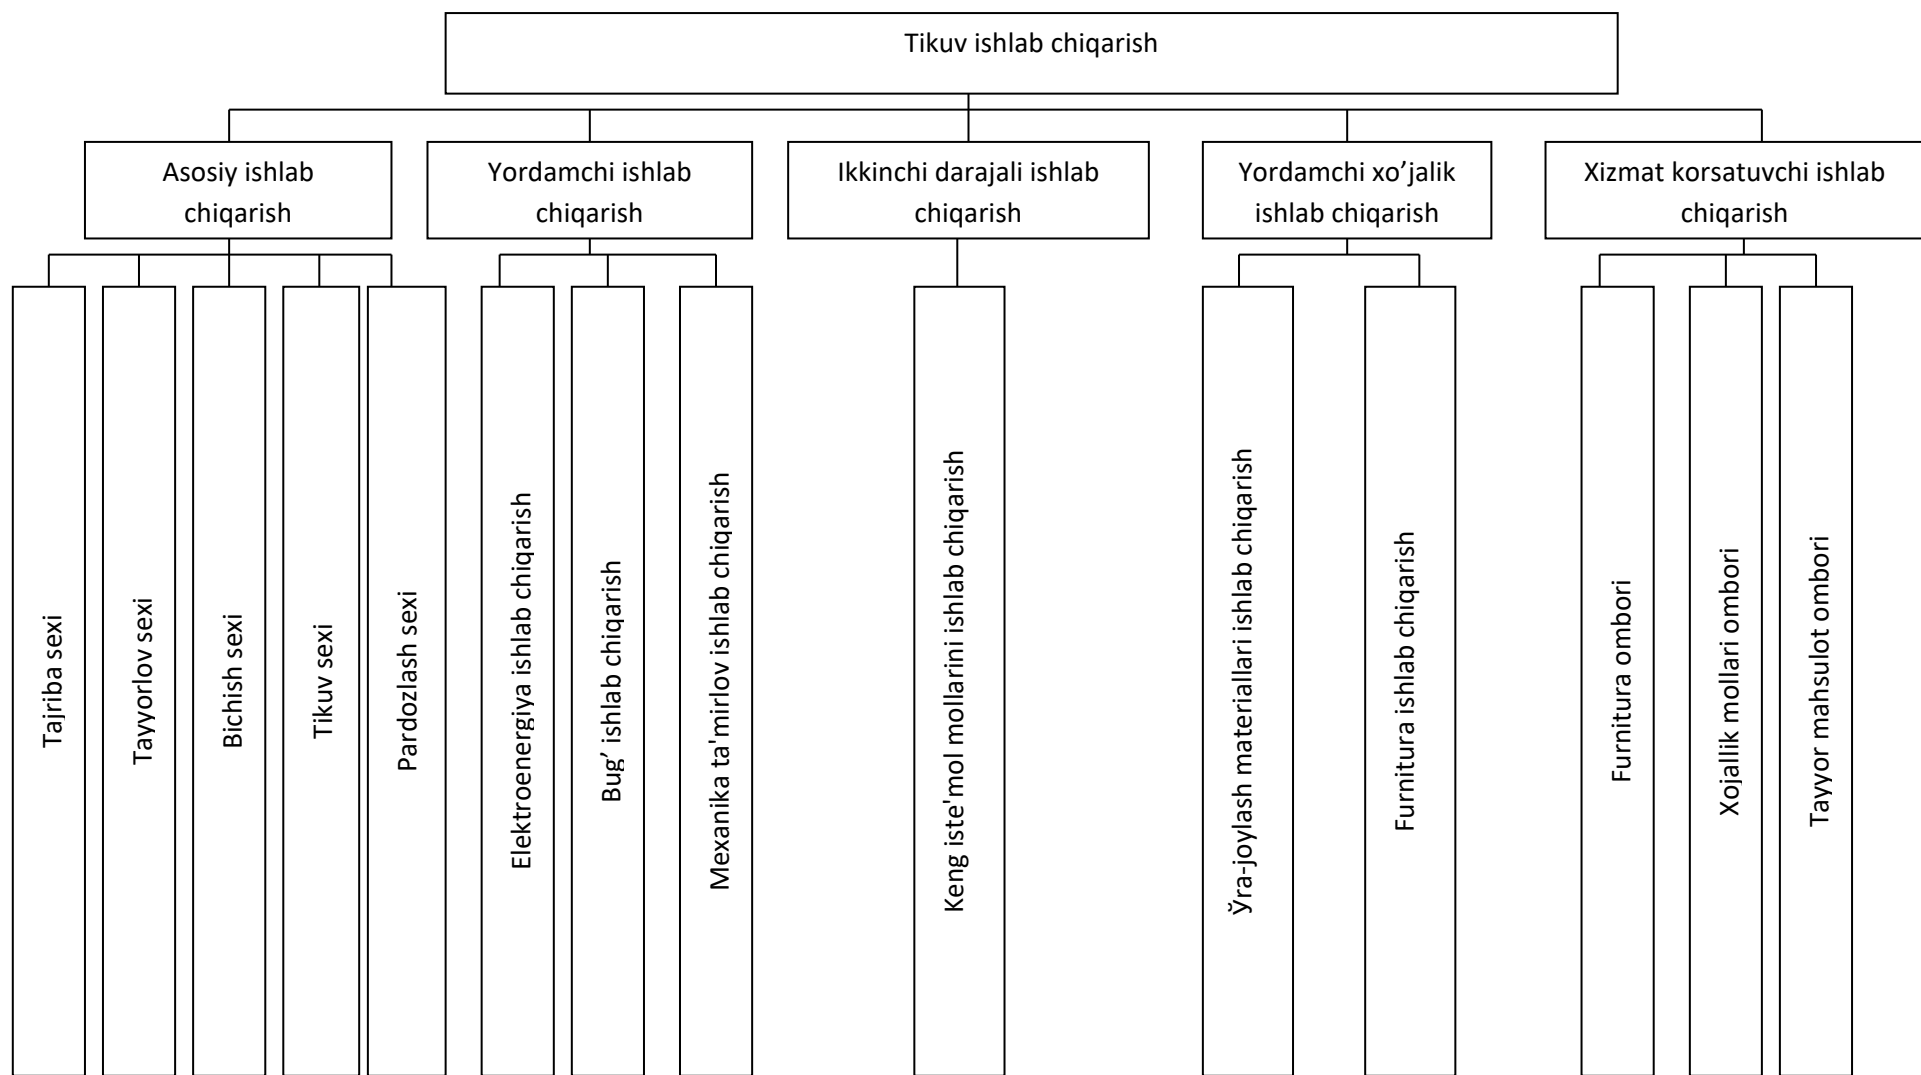 Tikuv ishlab chiqarish
Asosiy ishlab
chiqarish
Yordamchi ishlab
chiqarish
Ikkinchi darajali ishlab
chiqarish
Yordamchi xo’jalik
ishlab chiqarish
Xizmat korsatuvchi ishlab
chiqarish
Tajriba sexi
Tayyorlov sexi
Bichish sexi
Tikuv sexi
Pardozlash sexi
Elektroenergiya ishlab chiqarish
Bug’ ishlab chiqarish
Mexanika ta'mirlov ishlab chiqarish
Keng iste'mol mollarini ishlab chiqarish
Ўra-joylash materiallari ishlab chiqarish
Furnitura ishlab chiqarish
Furnitura ombori
Xojallik mollari ombori
Tayyor mahsulot ombori